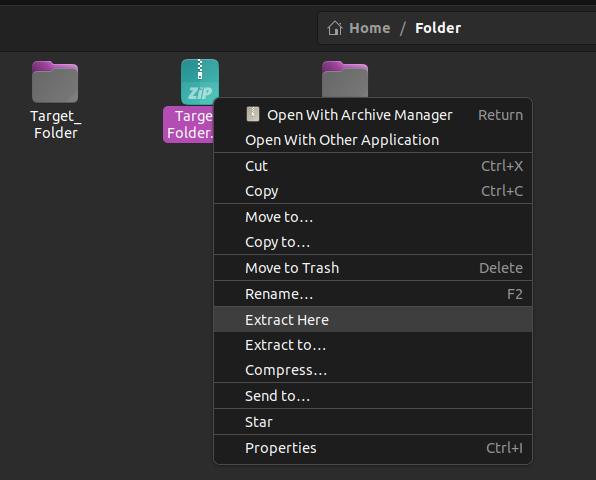 Home / Folder
ZiP
Target_
Folder
Targe
Folder.
Open With Archive Manager Return
Open With Other Application
Cut Ctrl+X
Copy Ctrl+C
Move to…
Copy to…
Move to Trash Delete
Rename… F2
Extract Here
Extract to…
Compress…
Send to…
Star
Properties Ctrl+I